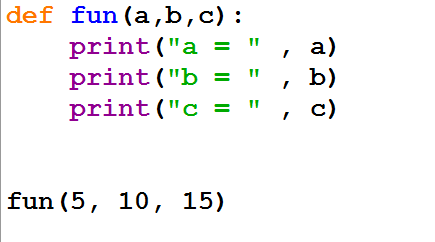 def fun(a,b,c):
    print("a = " , a)
    print("b = " , b)
    print("c = " , c)
fun(5, 10, 15)